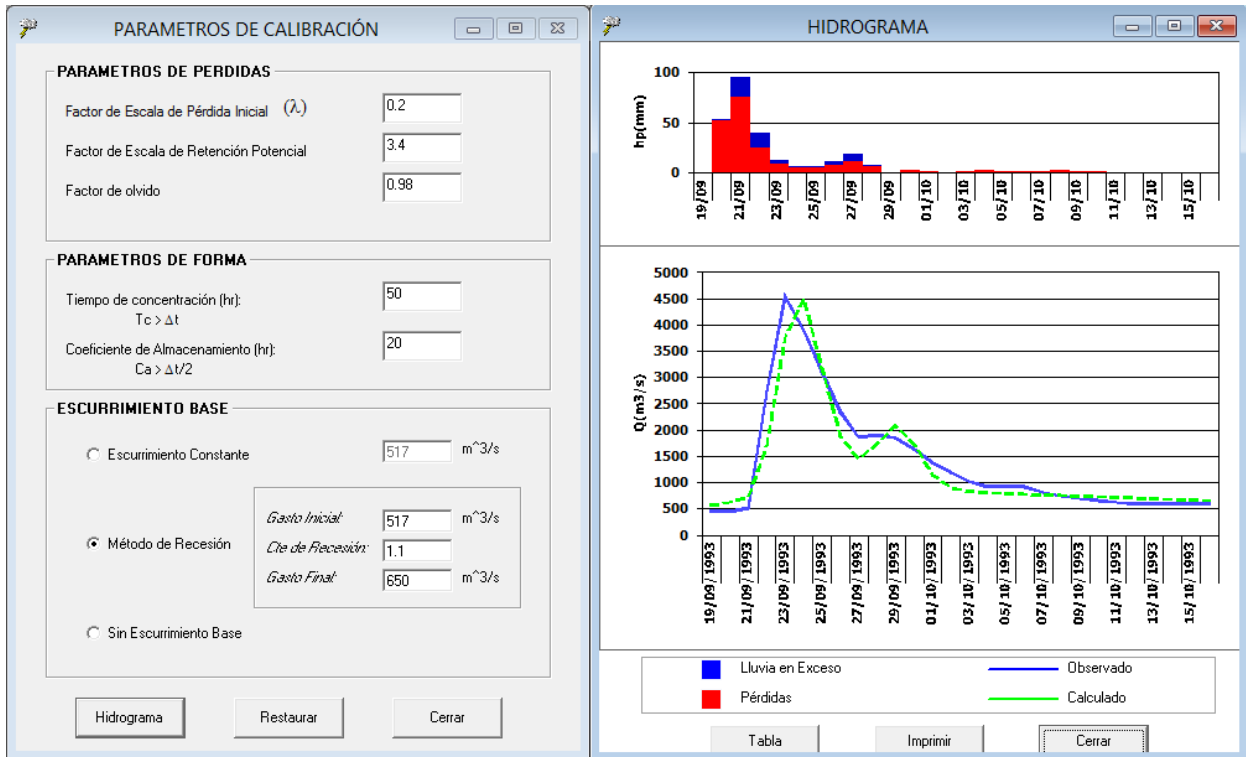 PARAMETROS DE CALIBRACIÓN
PARAMETROS DE PERDIDAS
Factor de Escala de Pérdida Inicial (λ) 0.2
Factor de Escala de Retención Potencial 3.4
Factor de olvido 0.98
PARAMETROS DE FORMA
Tiempo de concentración (hr): 50
Tc > Δt
Coeficiente de Almacenamiento (hr): 20
Ca > Δt/2
ESCURRIMIENTO BASE
Escurrimiento Constante 517 m^3/s
Gasto Inicial: 517 m^3/s
Método de Recesión
Cte de Recesión: 1.1
Gasto Final: 650 m^3/s
Sin Escurrimiento Base
Hidrograma Restaurar Cerrar
HIDROGRAMA
hp(mm)
100
50
0
19/09 21/09 23/09 25/09 27/09 29/09 01/10 03/10 05/10 07/10 09/10 11/10 13/10 15/10
Q(m3/s)
5000
4500
4000
3500
3000
2500
2000
1500
1000
500
0
19/09/1993 21/09/1993 23/09/1993 25/09/1993 27/09/1993 29/09/1993 01/10/1993 03/10/1993 05/10/1993 07/10/1993 09/10/1993 11/10/1993 13/10/1993 15/10/1993
Lluvia en Exceso Observado
Pérdidas Calculado
Tabla Imprimir Cerrar